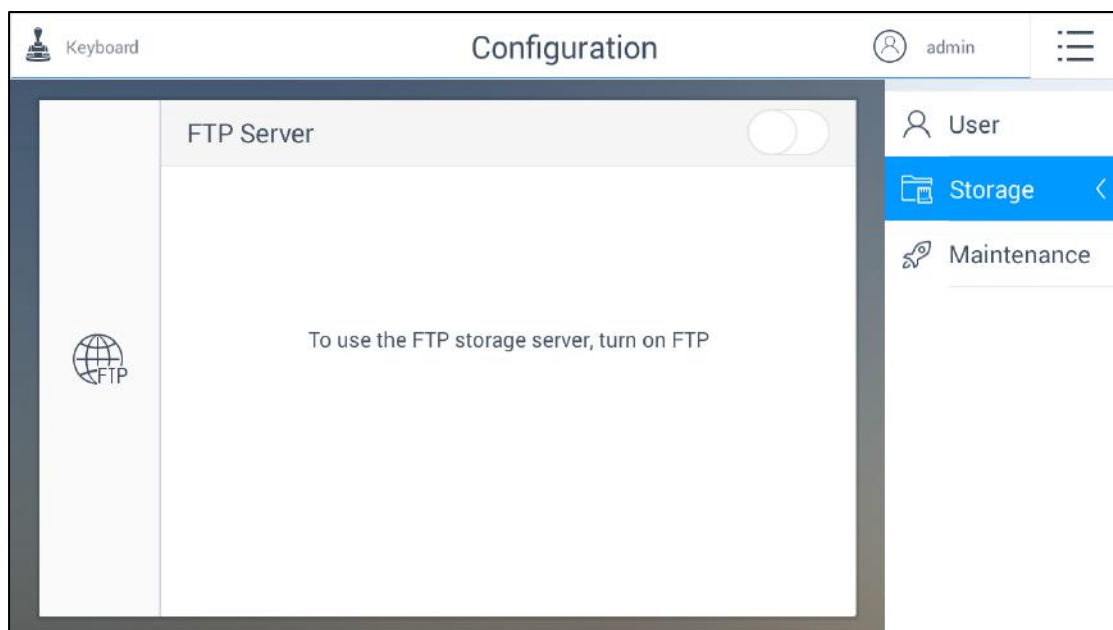 Keyboard
Configuration
admin
FTP Server
To use the FTP storage server, turn on FTP
FTP
User
Storage
Maintenance